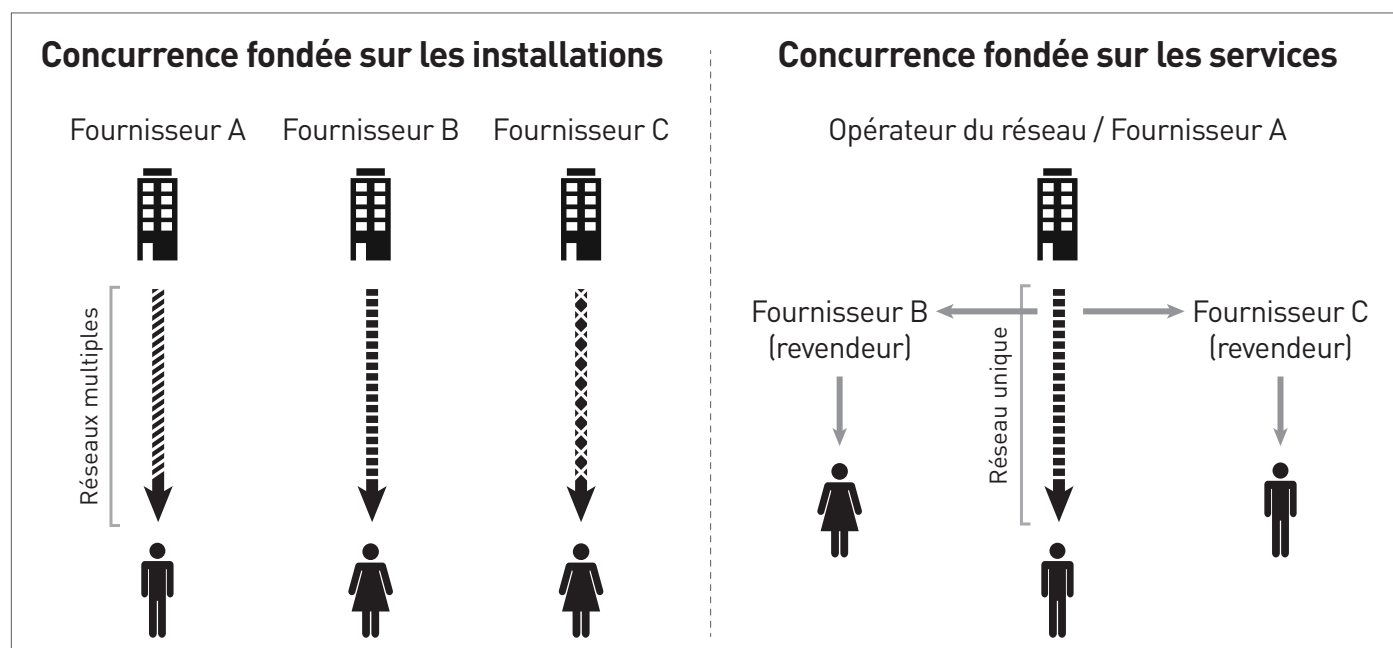 Concurrence fondée sur les installations
Fournisseur A
Fournisseur B
Fournisseur C
Réseaux multiples
Concurrence fondée sur les services
Opérateur du réseau / Fournisseur A
Fournisseur B
(revendeur)
Réseau unique
Fournisseur C
(revendeur)